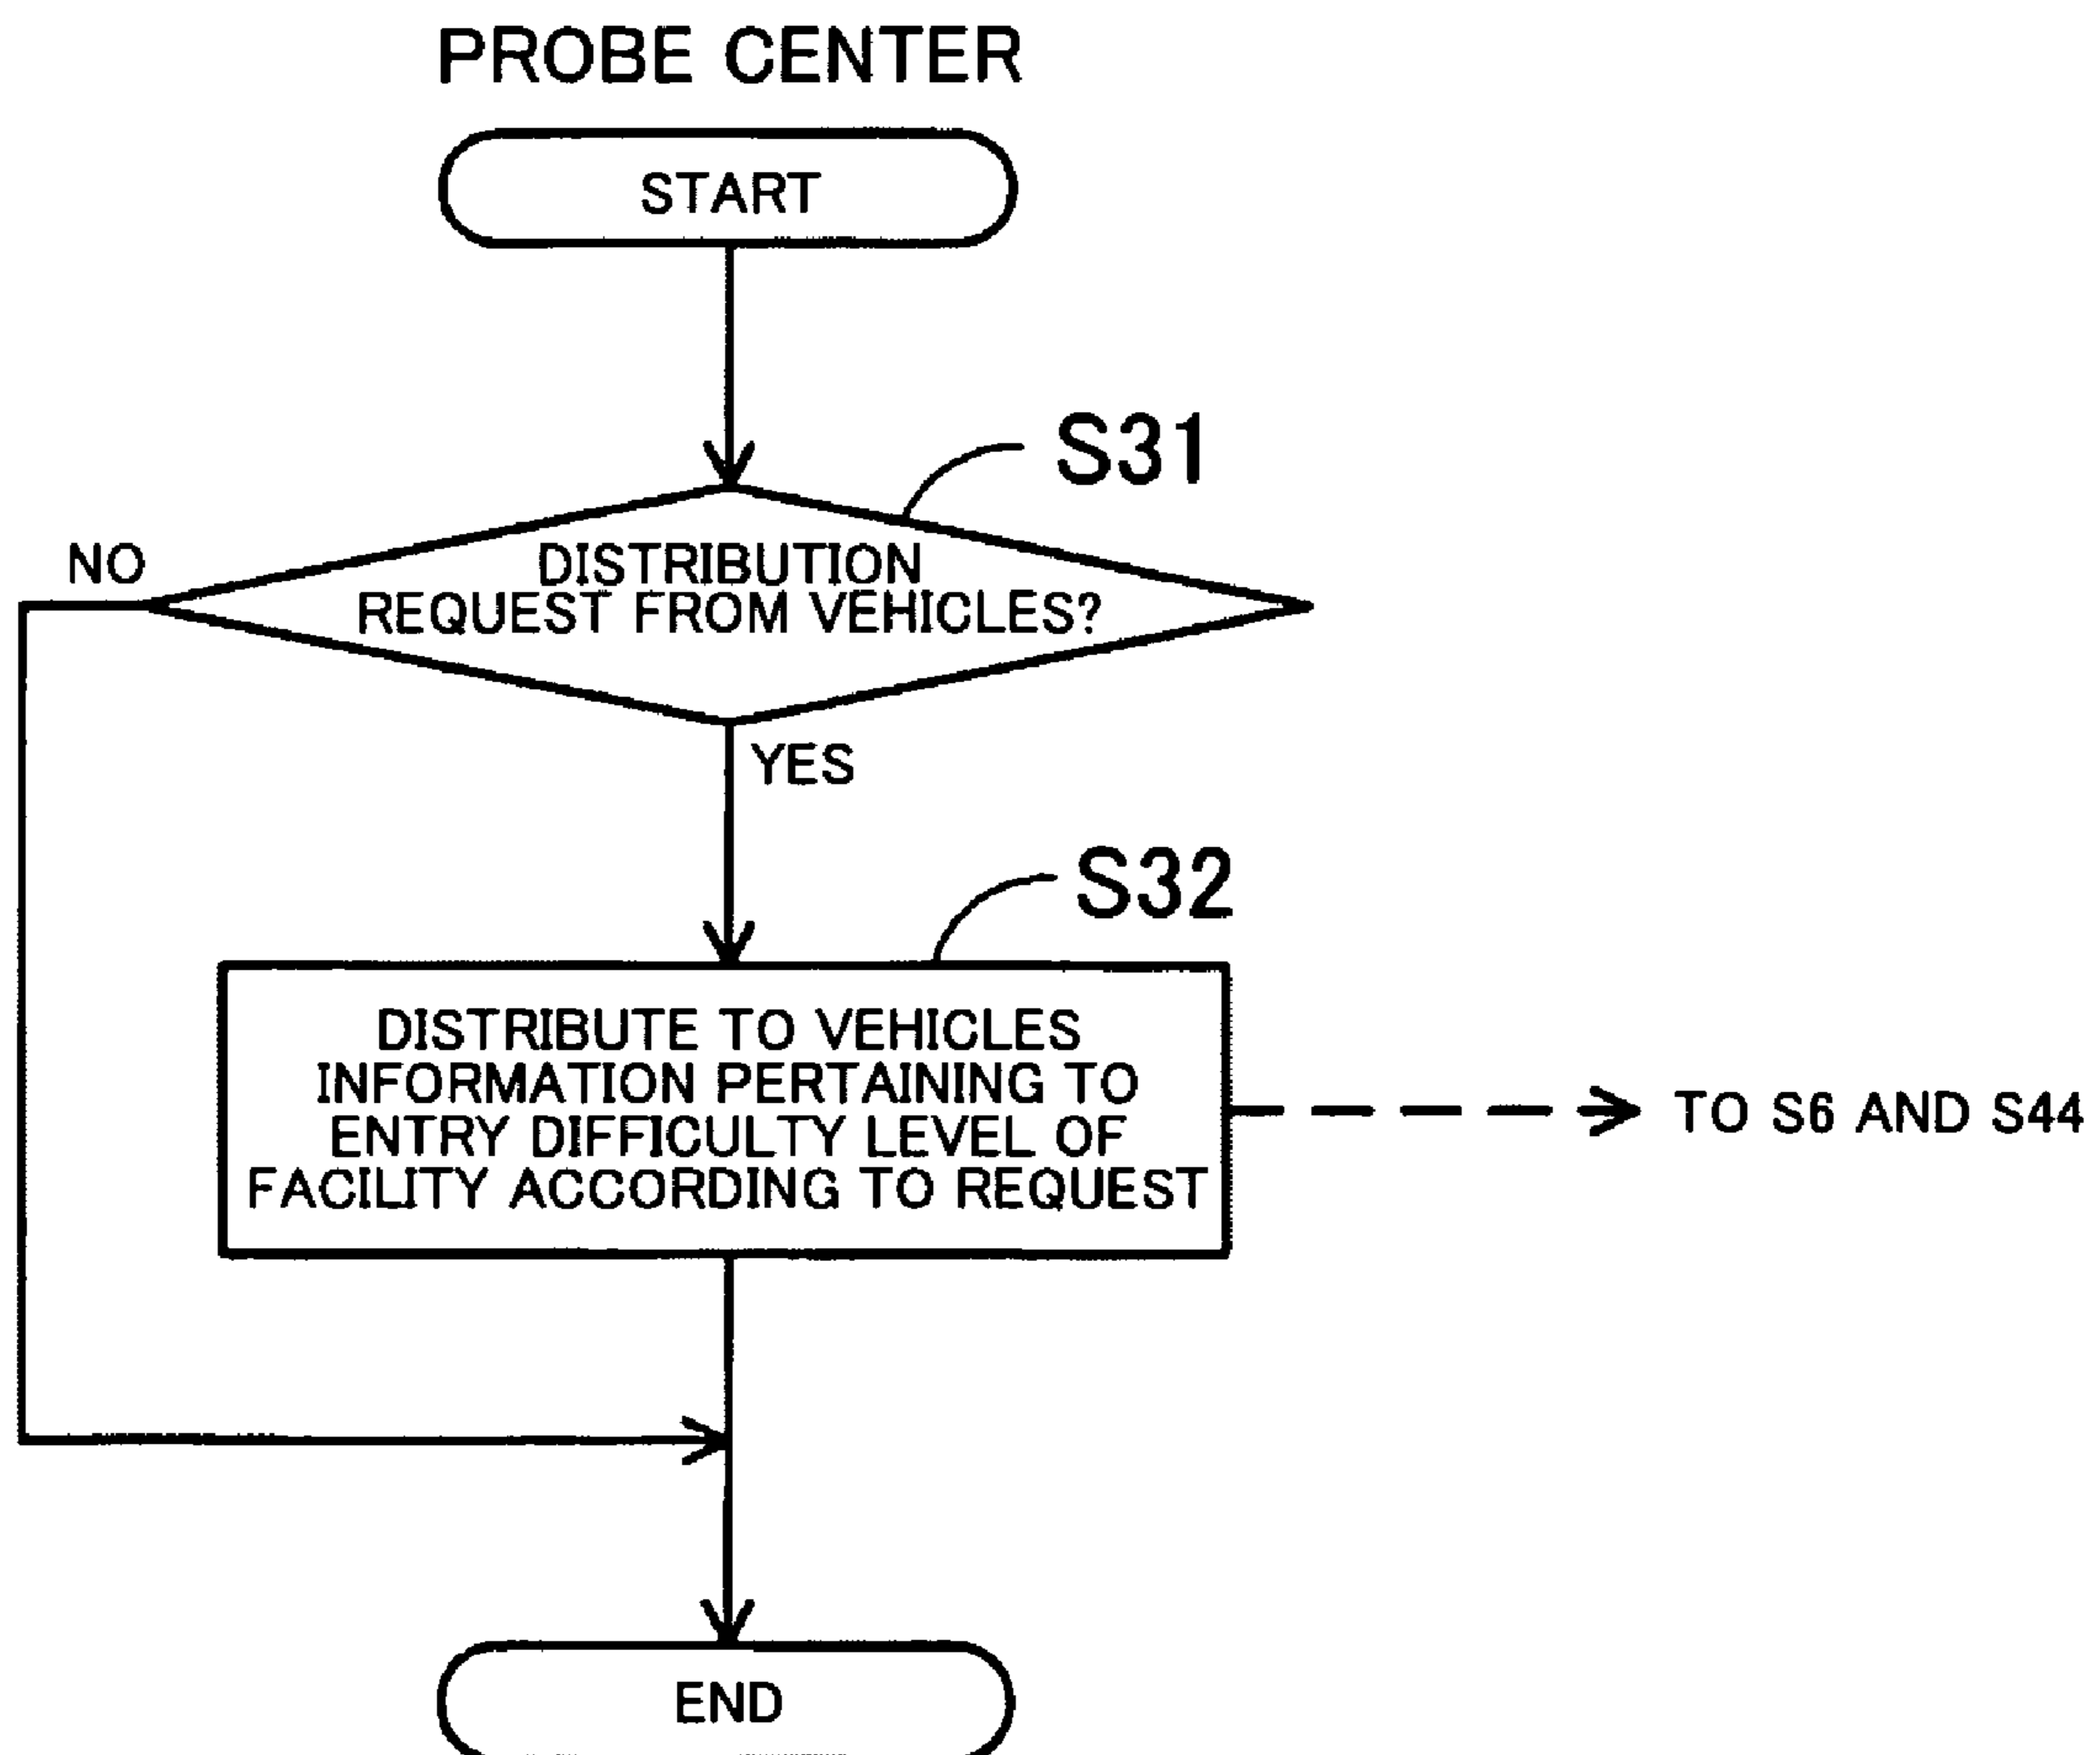 PROBE CENTER
START
S31
DISTRIBUTION
REQUEST FROM VEHICLES?
NO
YES
S32
DISTRIBUTE TO VEHICLES
INFORMATION PERTAINING TO
ENTRY DIFFICULTY LEVEL OF
FACILITY ACCORDING TO REQUEST
TO S6 AND S44
END